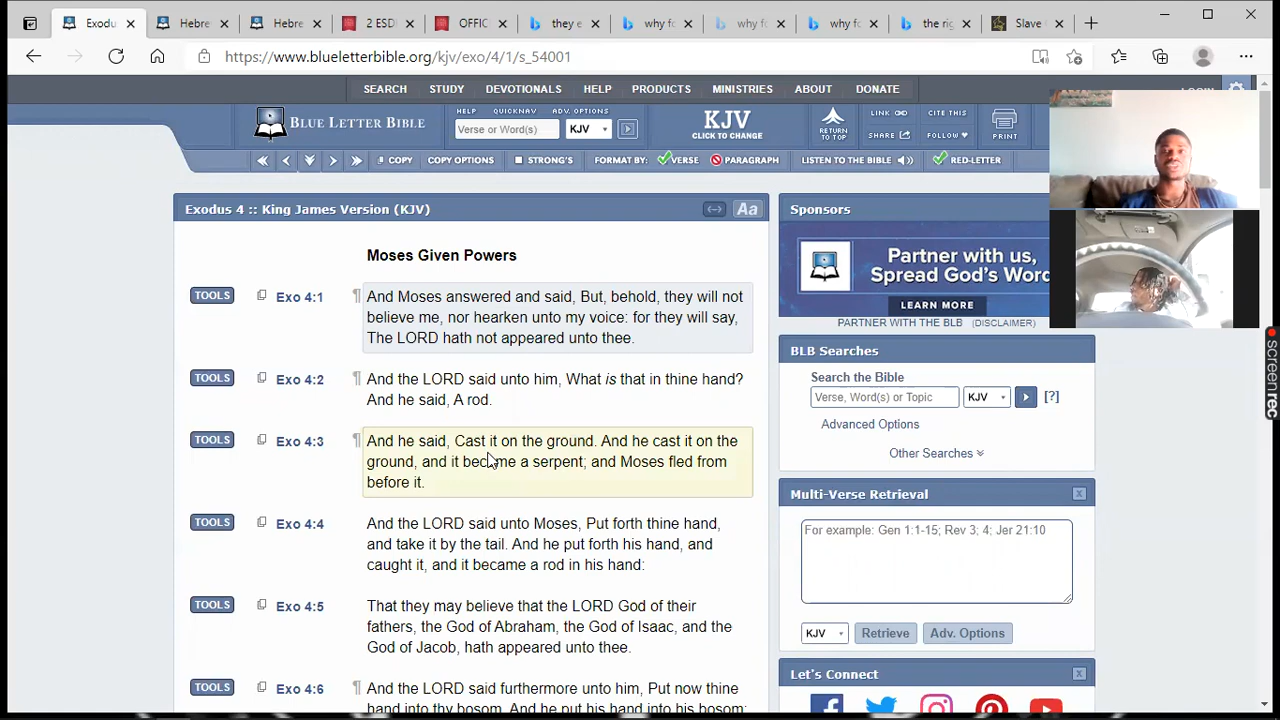 Exodu
Hebre
Hebre
2 ESD
OFFIC
they e
why fo
why f
why fo
the rig
Slave
https://www.blueletterbible.org/kjv/exo/4/1/s_54001
SEARCH STUDY DEVOTIONALS HELP PRODUCTS MINISTRIES ABOUT DONATE
LOGIN
BLUE LETTER BIBLE
HELP QUICKNAV ADV. OPTIONS
Verse or Word(s) KJV
KJV
CLICK TO CHANGE
RETURN TO TOP
LINK CITE THIS
SHARE FOLLOW
PRINT
COPY COPY OPTIONS STRONG'S FORMAT BY: VERSE PARAGRAPH LISTEN TO THE BIBLE RED-LETTER
Exodus 4 :: King James Version (KJV) Aa
Moses Given Powers
TOOLS Exo 4:1 ¶ And Moses answered and said, But, behold, they will not
believe me, nor hearken unto my voice: for they will say,
The LORD hath not appeared unto thee.
TOOLS Exo 4:2 ¶ And the LORD said unto him, What is that in thine hand?
And he said, A rod.
TOOLS Exo 4:3 ¶ And he said, Cast it on the ground. And he cast it on the
ground, and it became a serpent; and Moses fled from
before it.
TOOLS Exo 4:4 And the LORD said unto Moses, Put forth thine hand,
and take it by the tail. And he put forth his hand, and
caught it, and it became a rod in his hand:
TOOLS Exo 4:5 That they may believe that the LORD God of their
fathers, the God of Abraham, the God of Isaac, and the
God of Jacob, hath appeared unto thee.
TOOLS Exo 4:6 ¶ And the LORD said furthermore unto him, Put now thine
hand into thy bosom. And he put his hand into his bosom:
Sponsors
Partner with us,
Spread God's Word
LEARN MORE
PARTNER WITH THE BLB (DISCLAIMER)
BLB Searches
Search the Bible
Verse, Word(s) or Topic KJV [?]
Advanced Options
Other Searches
Multi-Verse Retrieval x
For example: Gen 1:1-15; Rev 3; 4; Jer 21:10
KJV Retrieve Adv. Options
Let's Connect x
screenrec